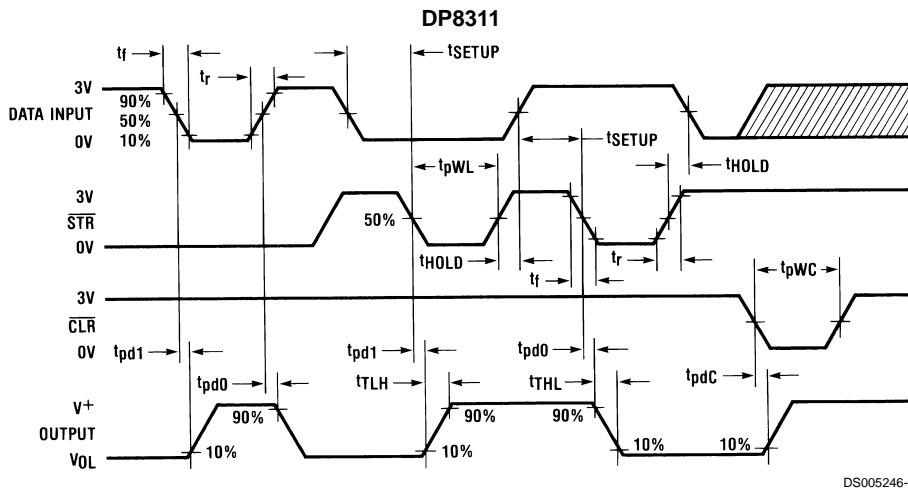 DP8311
tf
tSETUP
tr
3V
90%
DATA INPUT
50%
0V
10%
tSETUP
tpWL
tHOLD
3V
STR
50%
0V
tHOLD
tf
tr
tpWC
3V
CLR
0V
tpd1
tpd1
tpd0
tpd0
tTLH
tTHL
tpdC
V+
90%
90%
90%
OUTPUT
10%
10%
10%
10%
VOL
DS005246-